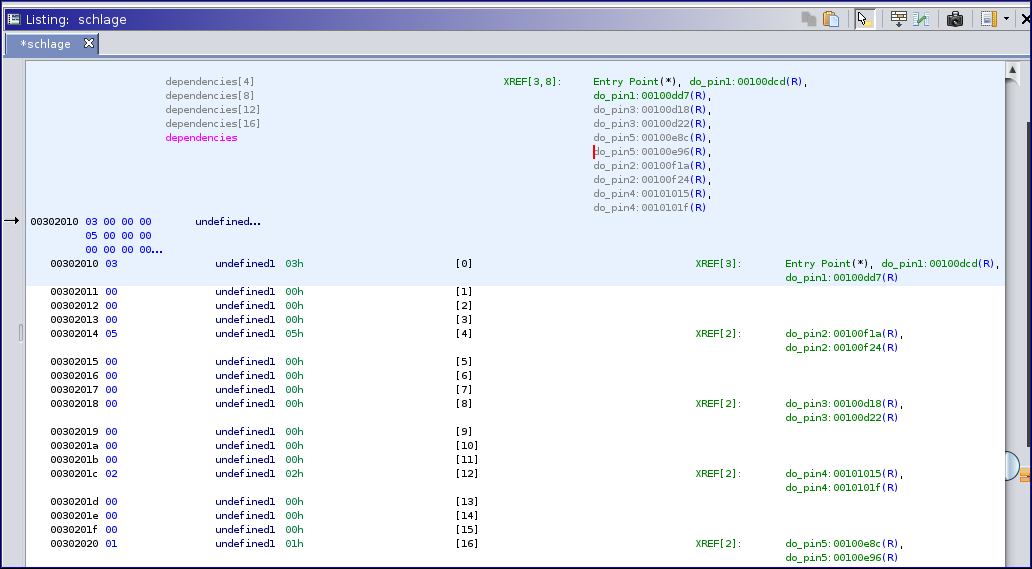 Listing: schlage
*schlage
dependencies[4] XREF[3,8]: Entry Point(*), do_pin1:00100dcd(R),
dependencies[8] do_pin1:00100dd7(R),
dependencies[12] do_pin3:00100d18(R),
dependencies[16] do_pin3:00100d22(R),
dependencies do_pin5:00100e8c(R),
do_pin5:00100e96(R),
do_pin2:00100f1a(R),
do_pin2:00100f24(R),
do_pin4:00101015(R),
do_pin4:0010101f(R)
00302010 03 00 00 00 undefined...
05 00 00 00
00 00 00 00...
00302010 03 undefined1 03h [0] XREF[3]: Entry Point(*), do_pin1:00100dcd(R),
do_pin1:00100dd7(R)
00302011 00 undefined1 00h [1]
00302012 00 undefined1 00h [2]
00302013 00 undefined1 00h [3]
00302014 05 undefined1 05h [4] XREF[2]: do_pin2:00100f1a(R),
do_pin2:00100f24(R)
00302015 00 undefined1 00h [5]
00302016 00 undefined1 00h [6]
00302017 00 undefined1 00h [7]
00302018 00 undefined1 00h [8] XREF[2]: do_pin3:00100d18(R),
do_pin3:00100d22(R)
00302019 00 undefined1 00h [9]
0030201a 00 undefined1 00h [10]
0030201b 00 undefined1 00h [11]
0030201c 02 undefined1 02h [12] XREF[2]: do_pin4:00101015(R),
do_pin4:0010101f(R)
0030201d 00 undefined1 00h [13]
0030201e 00 undefined1 00h [14]
0030201f 00 undefined1 00h [15]
00302020 01 undefined1 01h [16] XREF[2]: do_pin5:00100e8c(R),
do_pin5:00100e96(R)